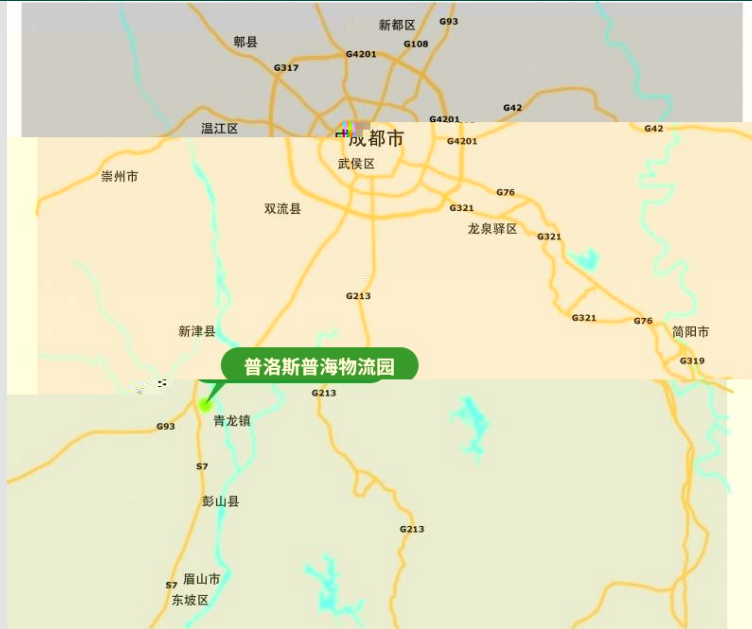 新都区
G93
郫县
G108
G4201
G317
G42
G4201
温江区
G42
成都市
G4201
武侯区
崇州市
G76
双流县
G321
龙泉驿区
G321
G213
G321
G76
新津县
简阳市
G319
普洛斯普海物流园
G213
青龙镇
G93
S7
彭山县
G213
眉山市
S7
东坡区